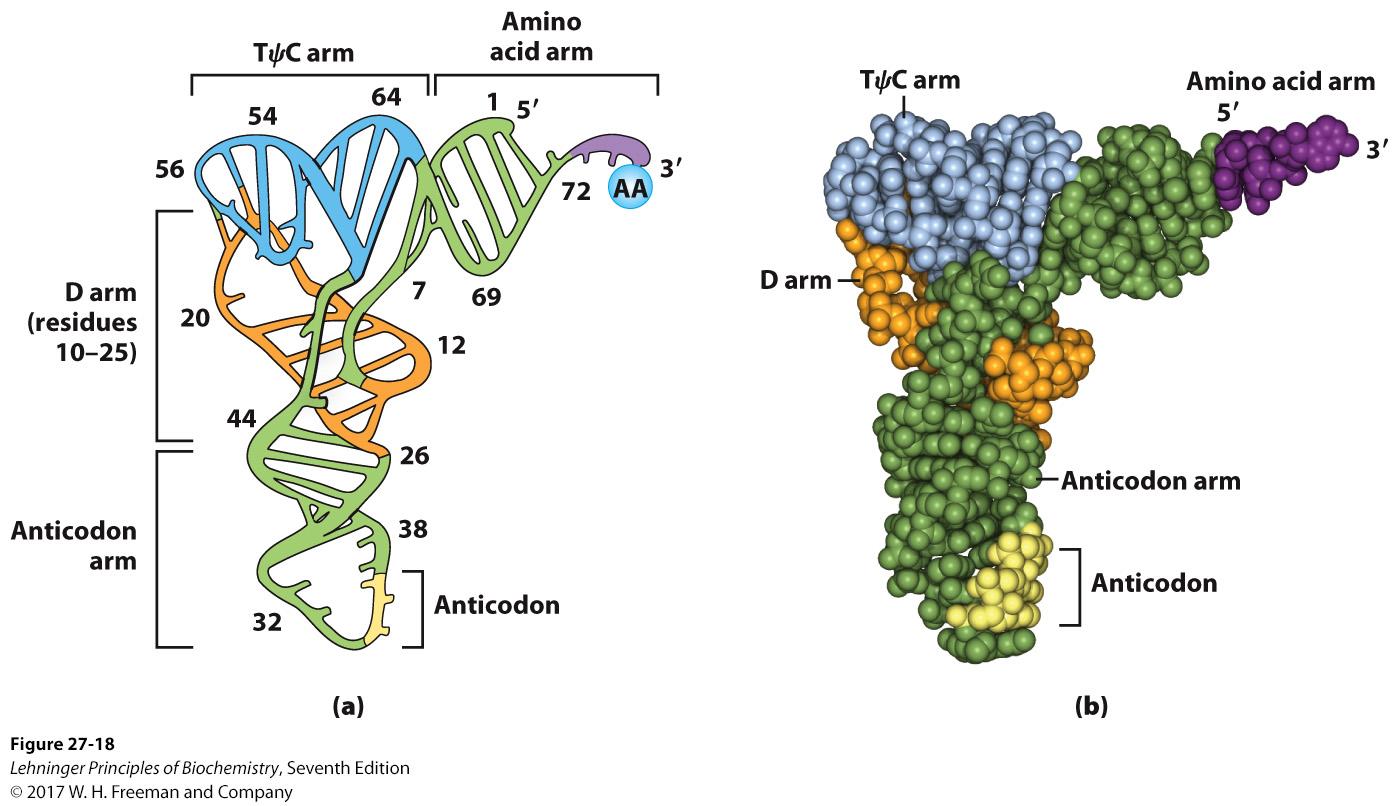 TψC arm
Amino
acid arm
64
1
5′
54
56
3′
72
AA
D arm
(residues
10–25)
7
69
20
12
44
26
Anticodon
arm
38
Anticodon
32
(a)
TψC arm
Amino acid arm
5′
3′
D arm
Anticodon arm
Anticodon
(b)
Figure 27-18
Lehninger Principles of Biochemistry, Seventh Edition
© 2017 W. H. Freeman and Company